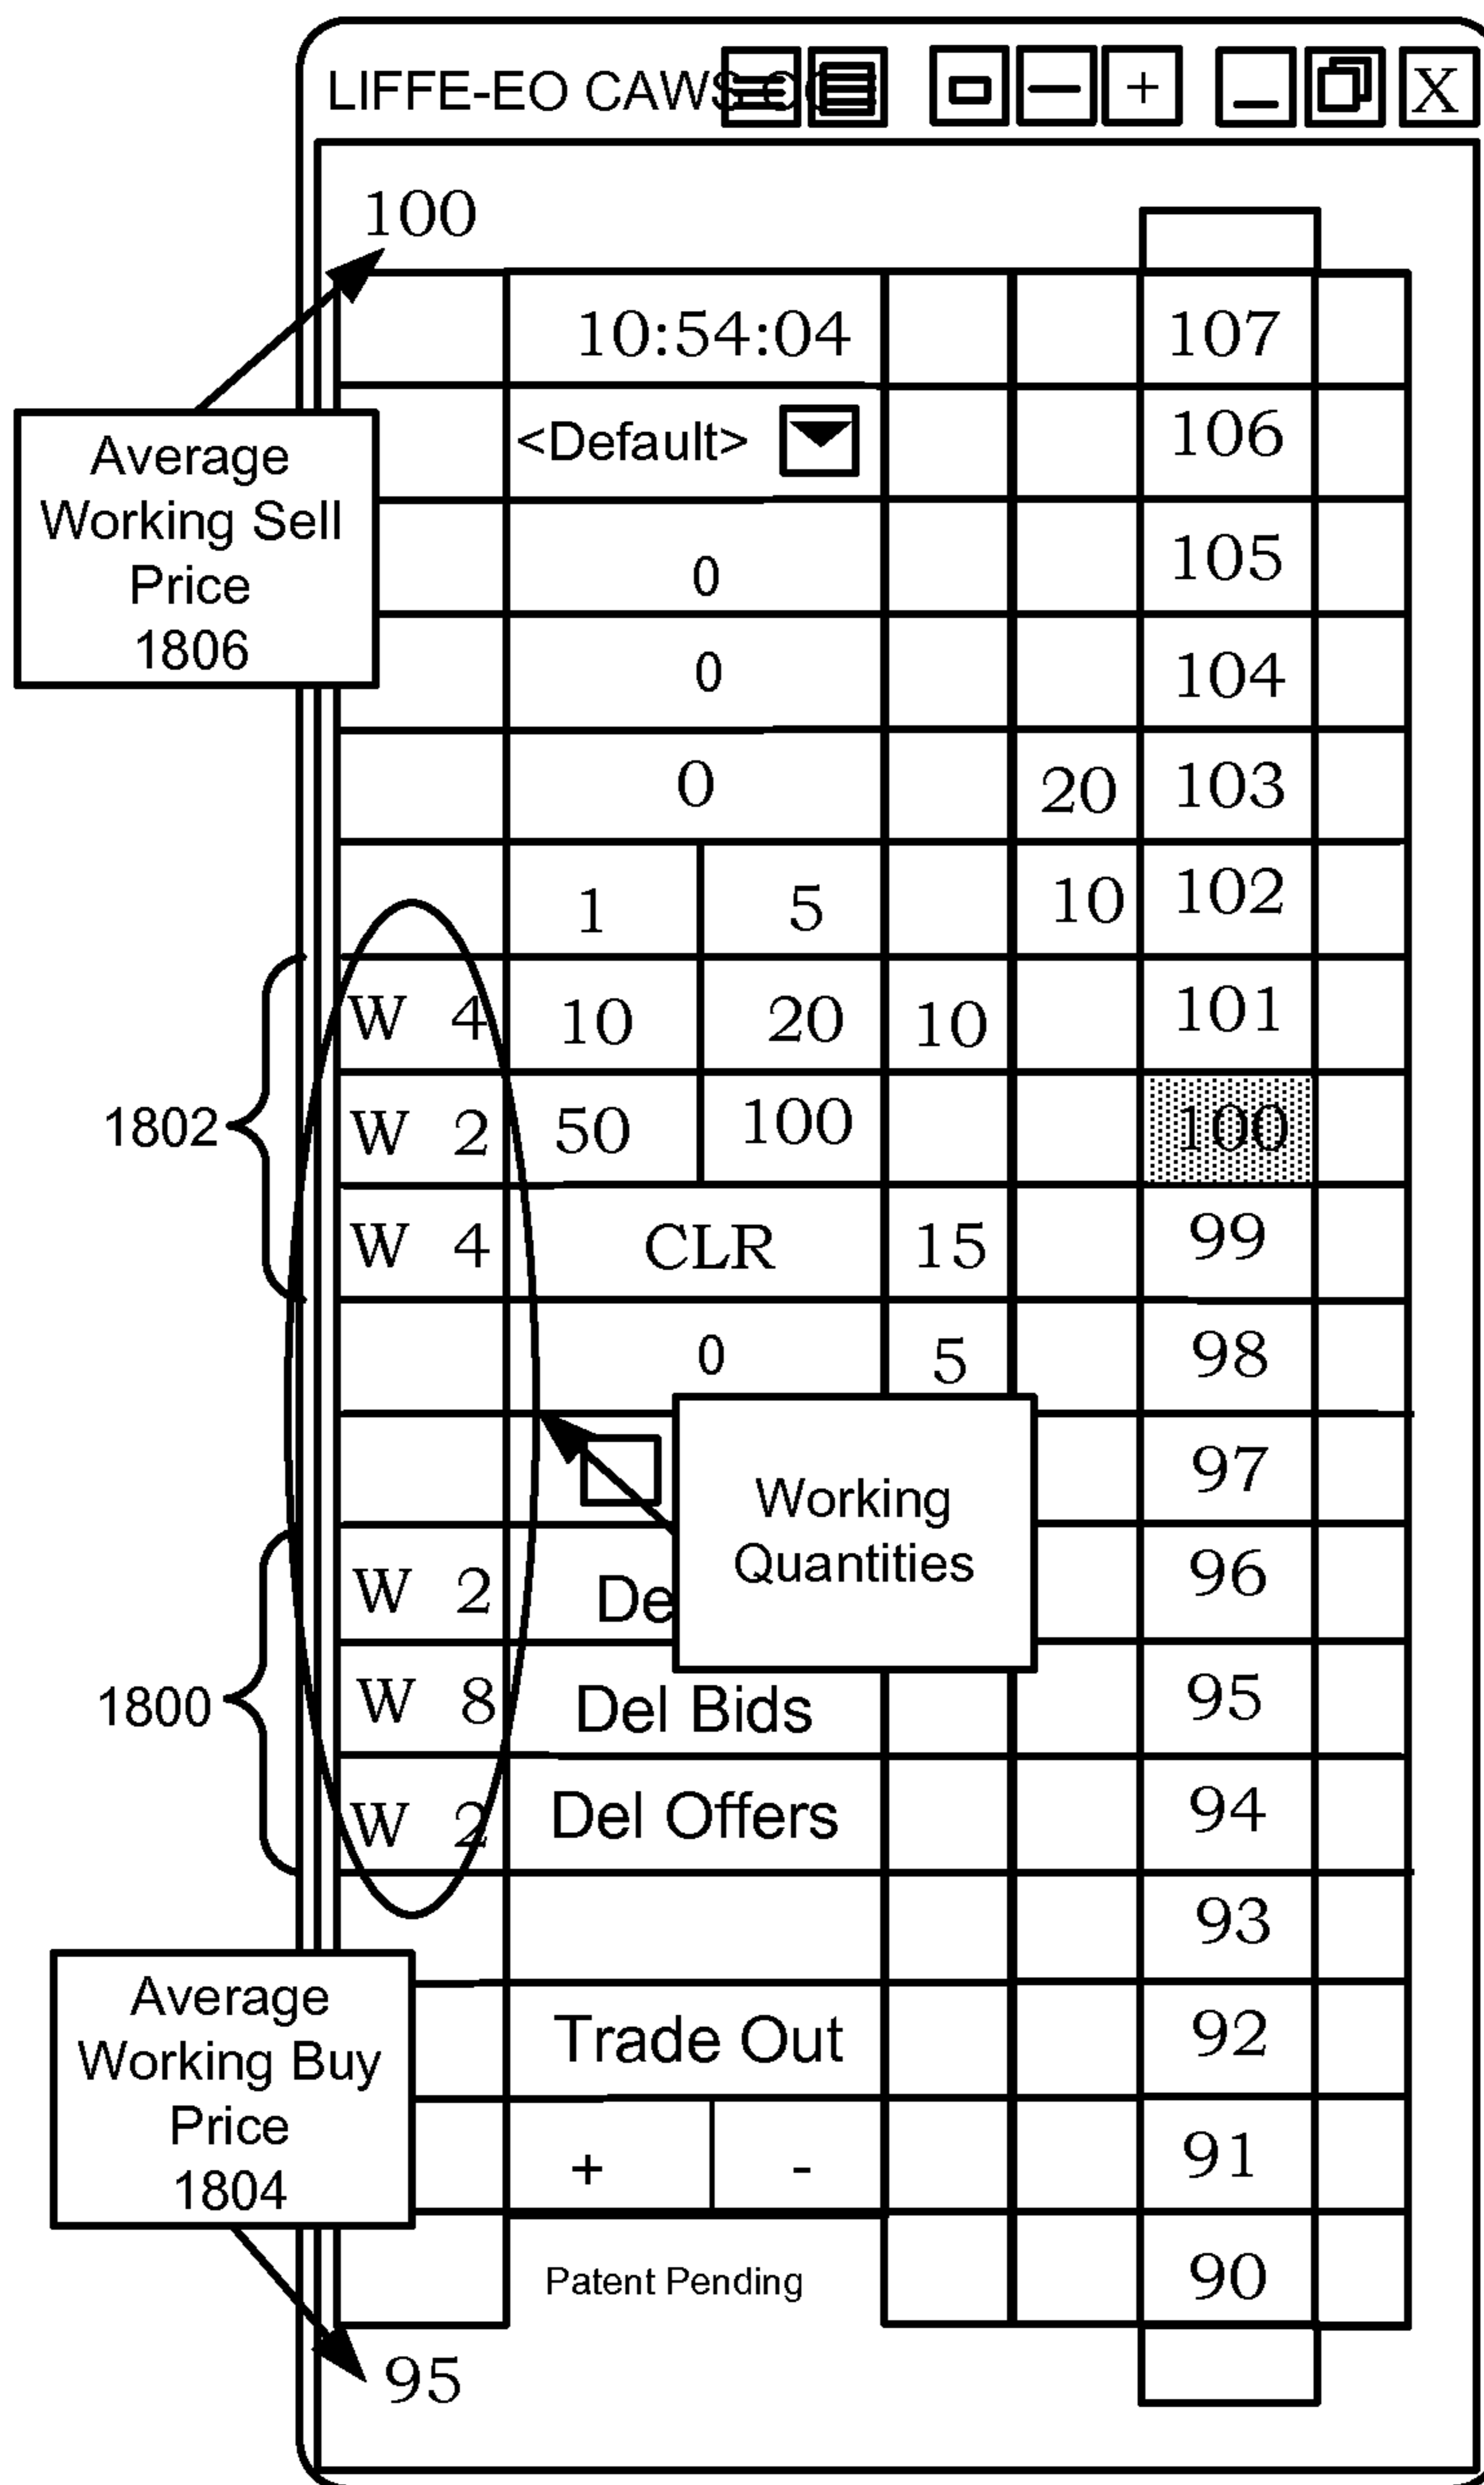 LIFFE-EO CAWS
X
100
10:54:04 107
<Default> 106
Average
Working Sell
Price
1806
0 105
0 104
0 20 103
1 5 10 102
W 4 10 20 10 101
1802
W 2 50 100 100
W 4 CLR 15 99
0 5 98
97
Working
Quantities
W 2 De 96
1800
W 8 Del Bids 95
W 2 Del Offers 94
93
Average
Working Buy
Price
1804
Trade Out 92
+ - 91
Patent Pending 90
95